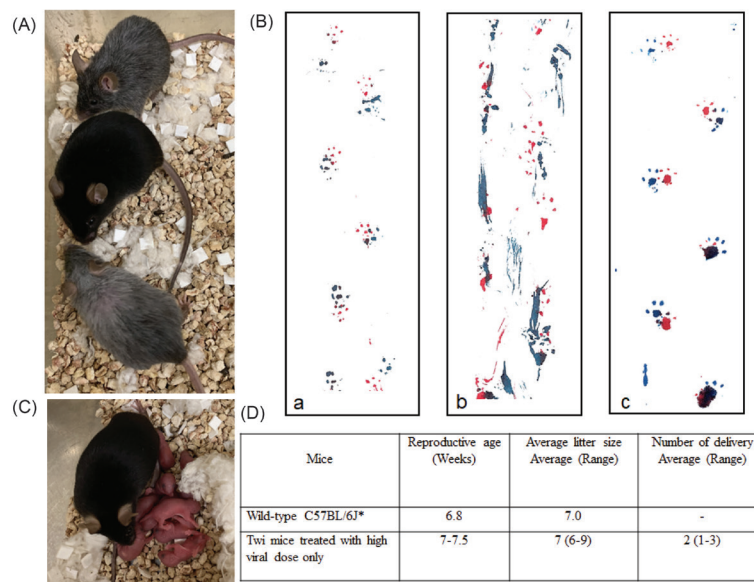 (A)
(B)
a
b
c
(C)
(D)
Mice
Reproductive age
(Weeks)
Average litter size
Average (Range)
Number of delivery
Average (Range)
Wild-type C57BL/6J*
6.8
7.0
-
Twi mice treated with high
viral dose only
7-7.5
7 (6-9)
2 (1-3)